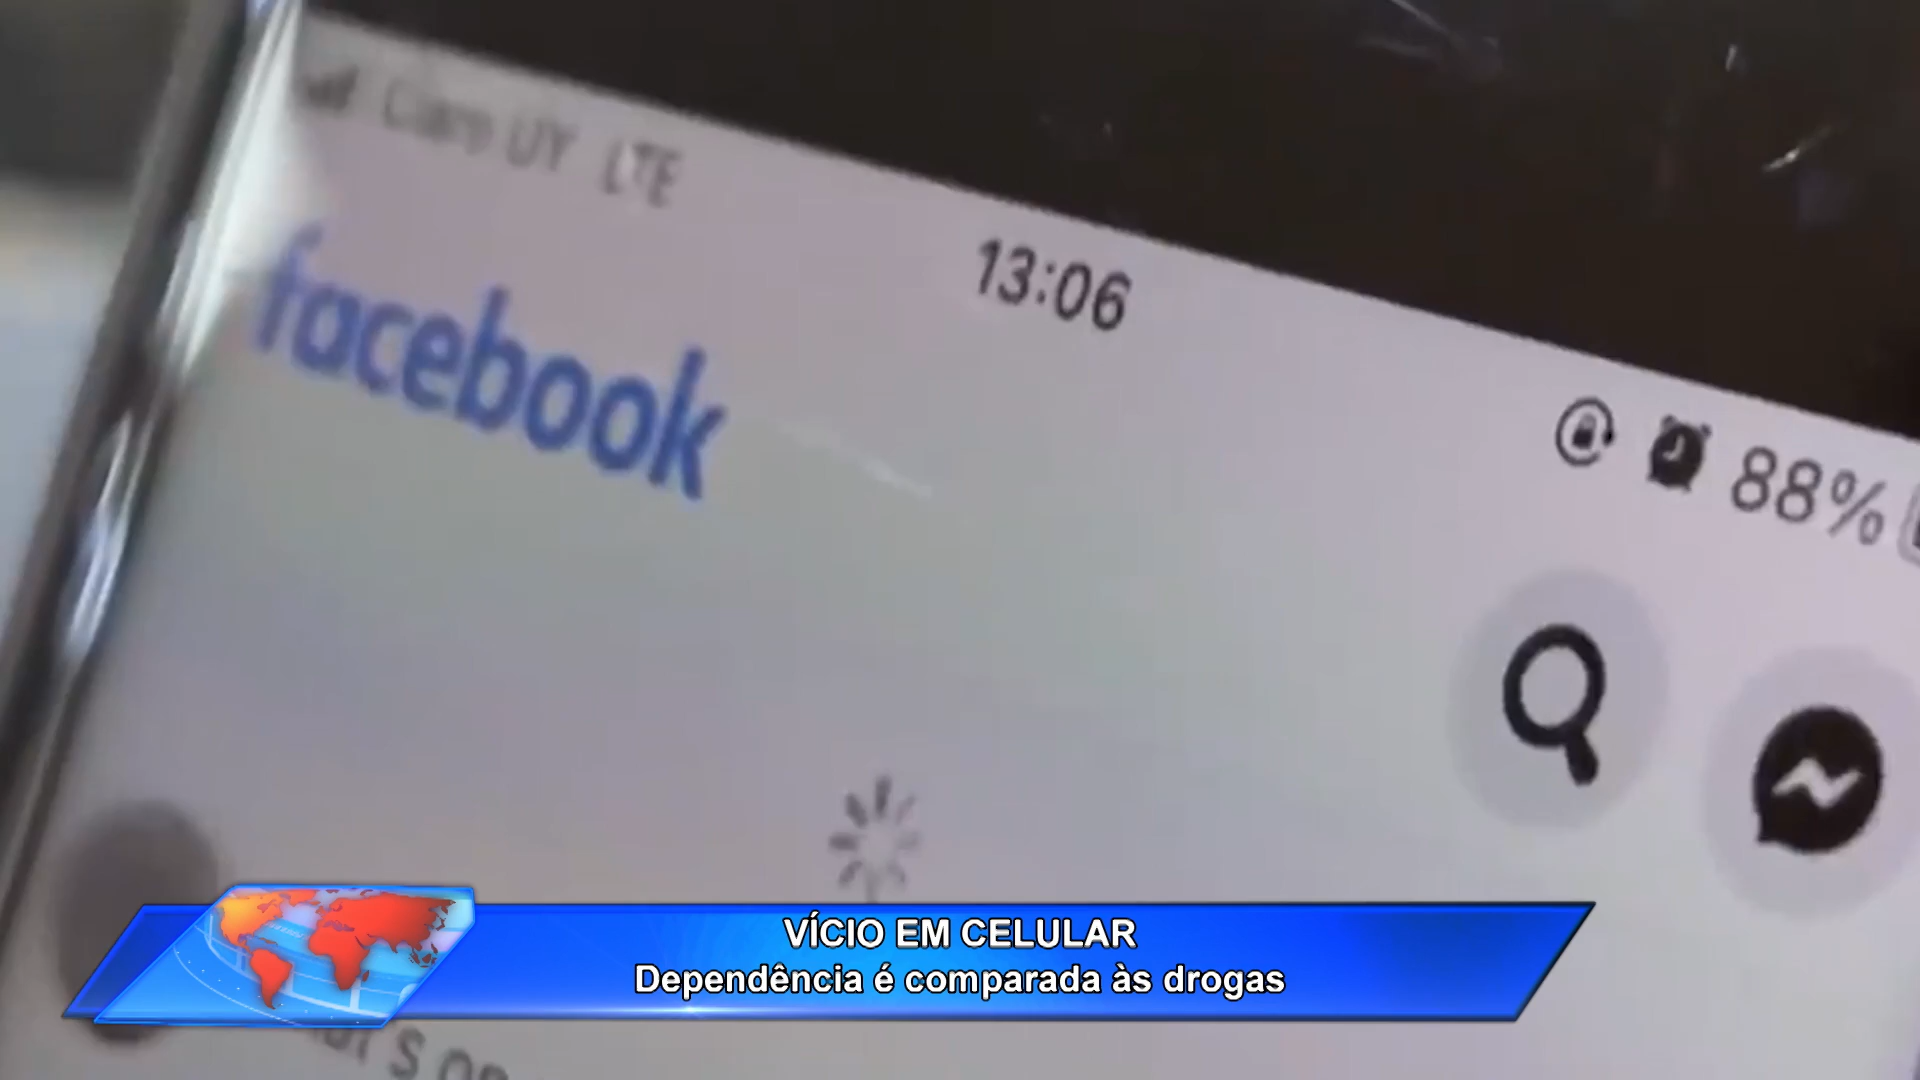 Claro UY LTE
13:06
88%
facebook
VÍCIO EM CELULAR
Dependência é comparada às drogas